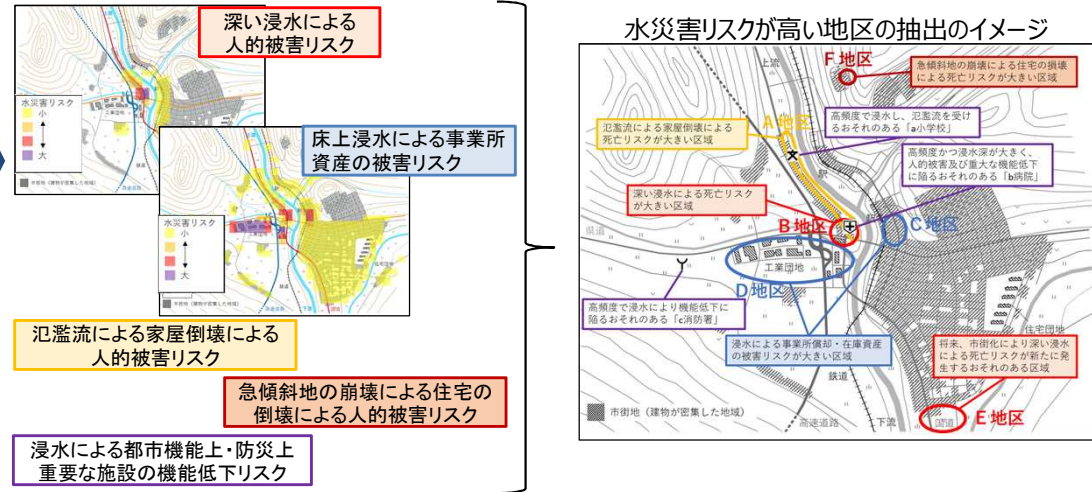 深い浸水による
人的被害リスク
水災害リスク
小
大
工業団地
市街地（建物が密集した地域）
床上浸水による事業所
資産の被害リスク
水災害リスク
小
大
工業団地
市街地（建物が密集した地域）
氾濫流による家屋倒壊による
人的被害リスク
急傾斜地の崩壊による住宅の
倒壊による人的被害リスク
浸水による都市機能上・防災上
重要な施設の機能低下リスク
水災害リスクが高い地区の抽出のイメージ
上流
F地区
急傾斜地の崩壊による住宅の損壊
による死亡リスクが大きい区域
A地区
氾濫流による家屋倒壊による
死亡リスクが大きい区域
高頻度で浸水し、氾濫流を受け
るおそれのある「a小学校」
高頻度かつ浸水深が大きく、
人的被害及び重大な機能低下
に陥るおそれのある「b病院」
深い浸水による死亡リスク
が大きい区域
県道
B地区
C地区
工業団地
D地区
高頻度で浸水により機能低下に
陥るおそれのある「c消防署」
浸水による事業所償却・在庫資産
の被害リスクが大きい区域
住宅団地
将来、市街化により深い浸水
による死亡リスクが新たに発
生するおそれのある区域
鉄道
市街地（建物が密集した地域）
高速道路
下流
国道
E地区